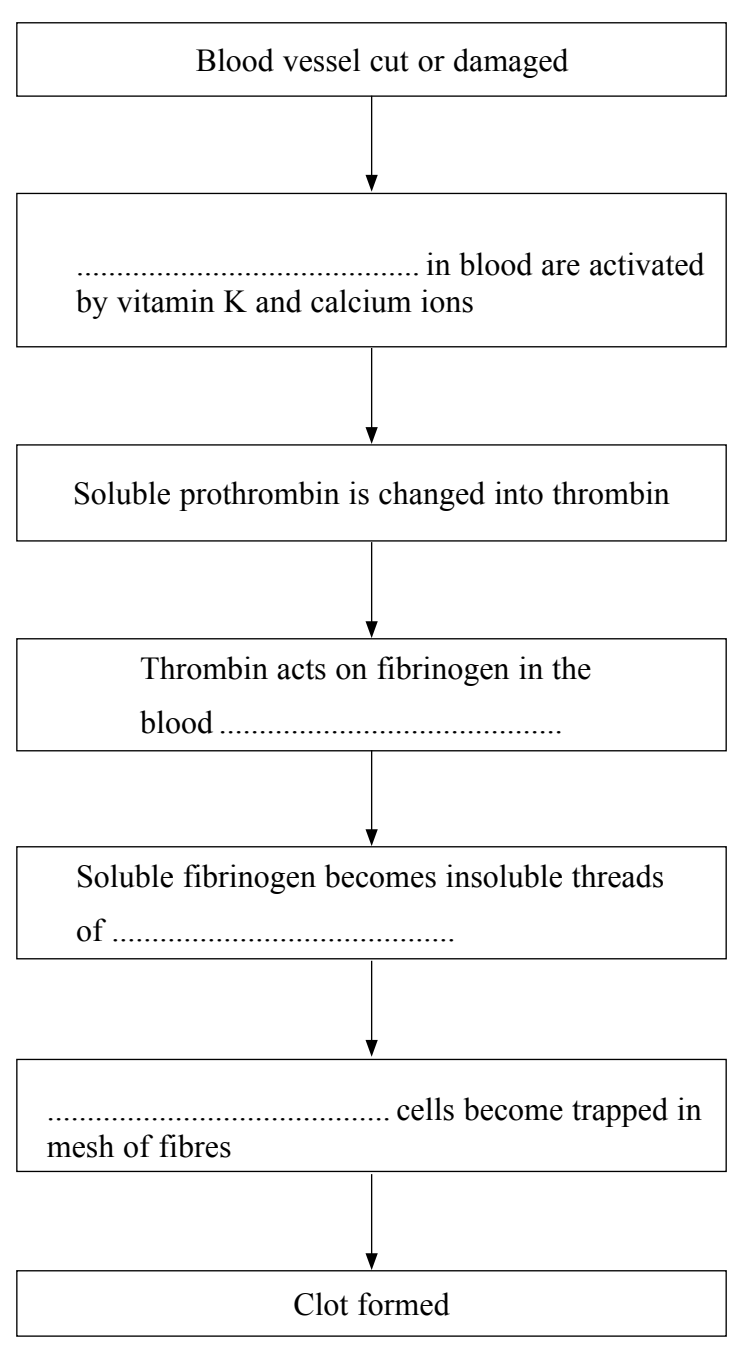 Blood vessel cut or damaged
........................................... in blood are activated
by vitamin K and calcium ions
Soluble prothrombin is changed into thrombin
Thrombin acts on fibrinogen in the
blood ...........................................
Soluble fibrinogen becomes insoluble threads
of ...........................................
........................................... cells become trapped in
mesh of fibres
Clot formed